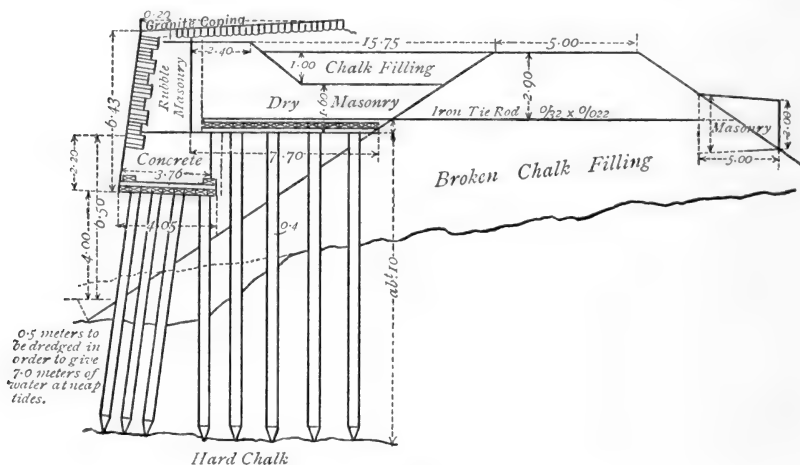 0.20
Granite Coping
15.75
5.00
2.40
1.00
Chalk Filling
2.90
6.43
Rubble
Masonry
Dry Masonry
1.60
Iron Tie Rod 0/32 x 0/022
Masonry
2.00
5.00
Concrete
3.76
7.70
2.20
6.50
Broken Chalk Filling
4.05
4.00
0.4
abt. 10
0.5 meters to
be dredged in
order to give
7.0 meters of
water at neap
tides.
Hard Chalk